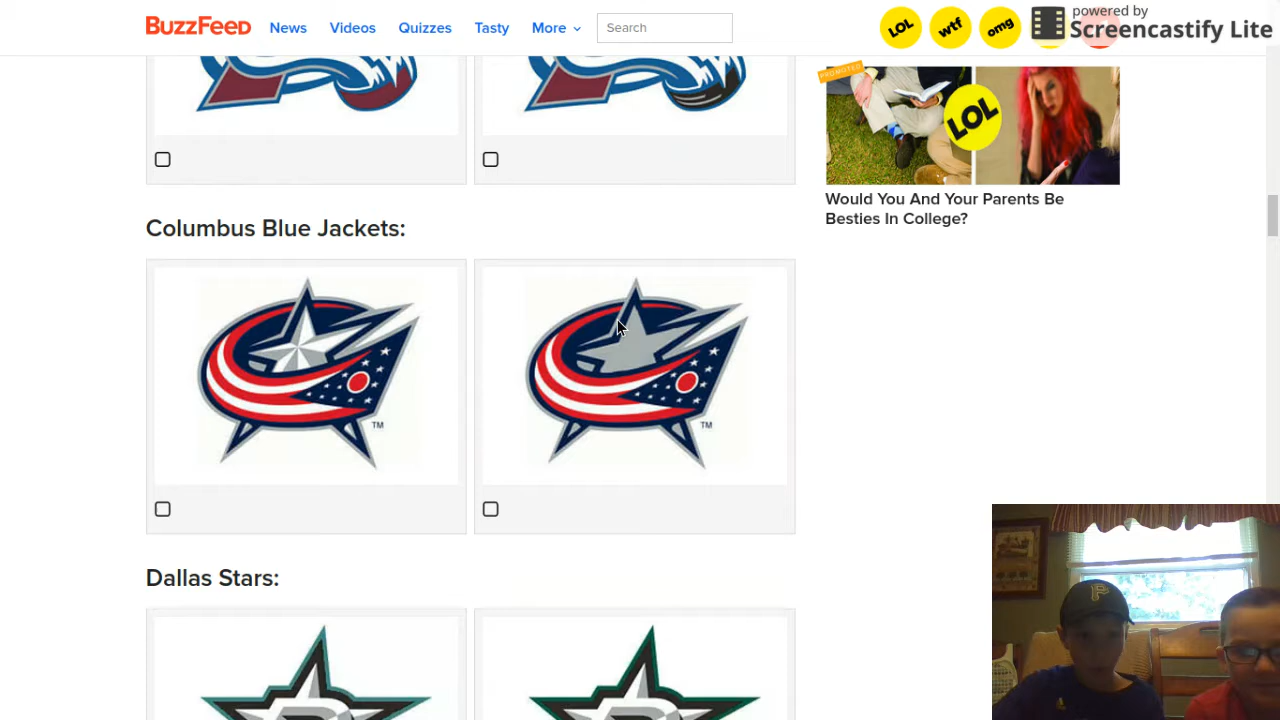 BuzzFeed News Videos Quizzes Tasty More Search LOL wtf omg
powered by
Screencastify Lite
PROMOTED
LOL
Would You And Your Parents Be
Besties In College?
Columbus Blue Jackets:
TM
TM
Dallas Stars:
P